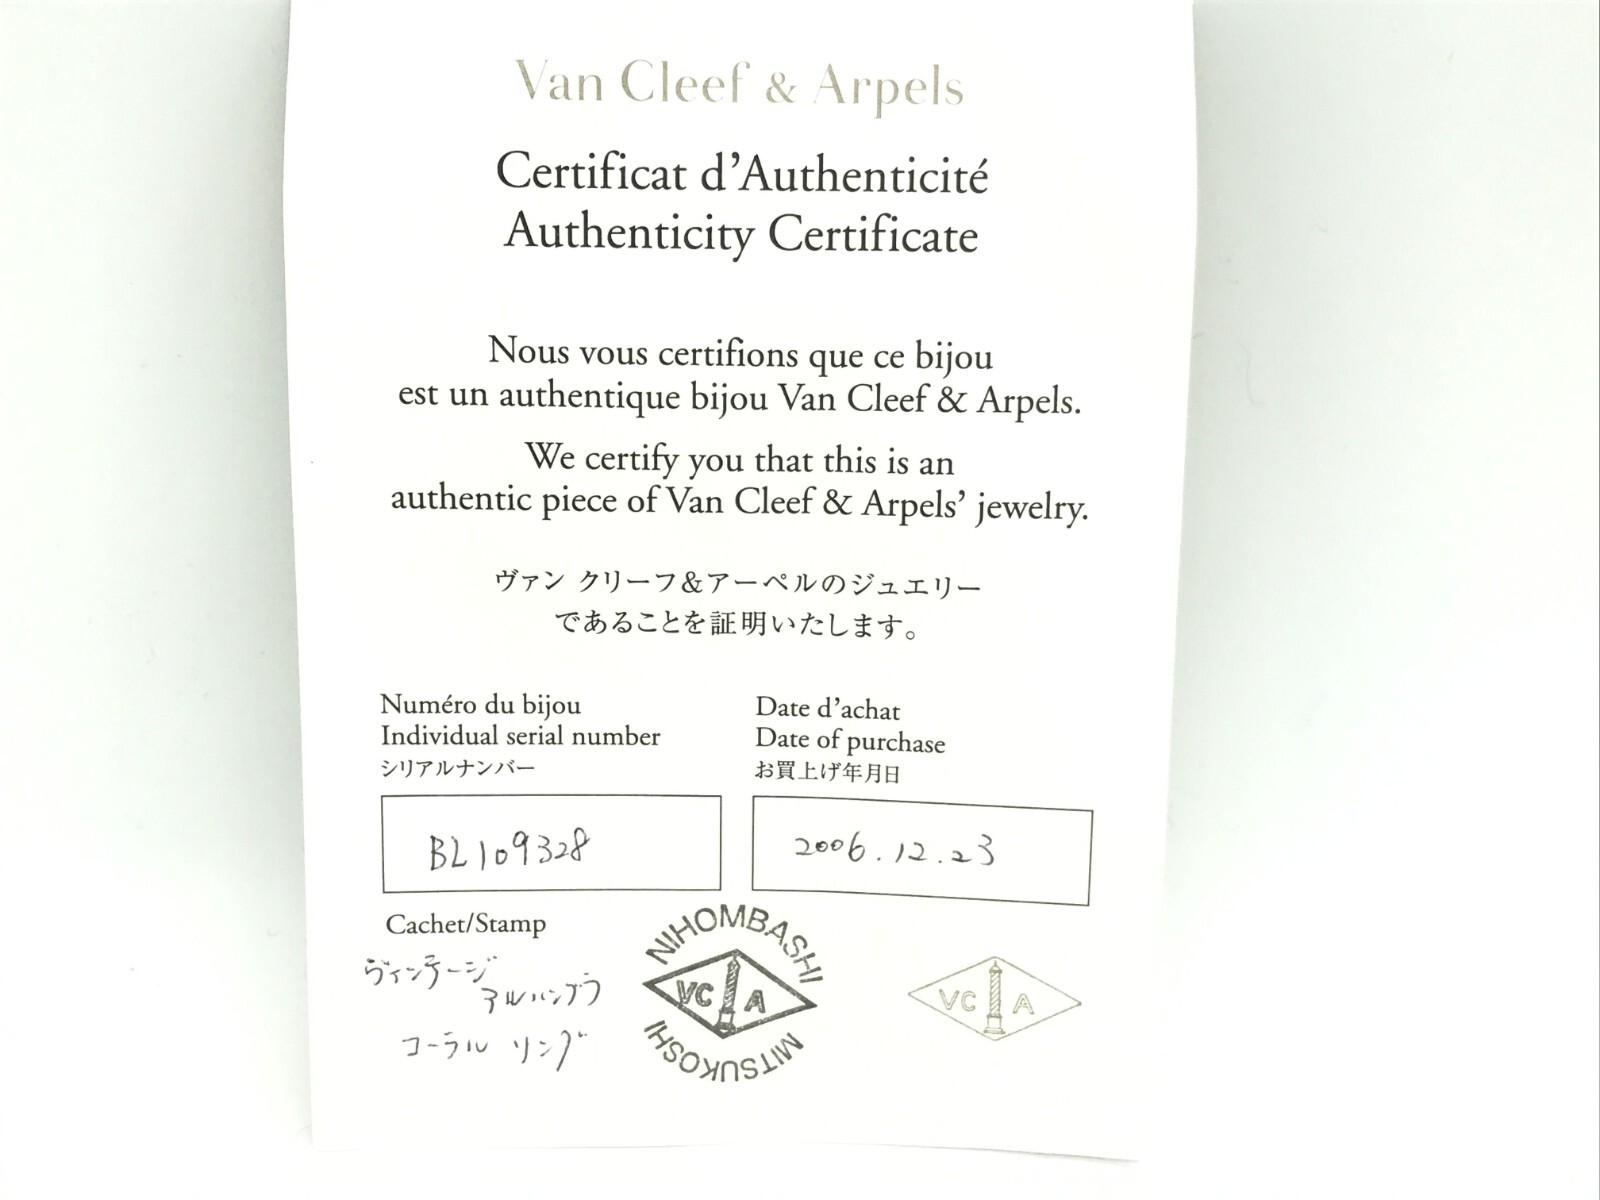 Van Cleef & Arpels
Certificat d'Authenticité
Authenticity Certificate
Nous vous certifions que ce bijou
est un authentique bijou Van Cleef & Arpels.
We certify you that this is an
authentic piece of Van Cleef & Arpels' jewelry.
ヴァン クリーフ&アーペルのジュエリー
であることを証明いたします。
Numéro du bijou
Individual serial number
シリアルナンバー
BL109328
Date d'achat
Date of purchase
お買上げ年月日
2006.12.23
Cachet/Stamp
ヴィンテージ
アルハンブラ
コーラル リング
NIHOMBASHI
VC A
MITSUKOSHI
VC A